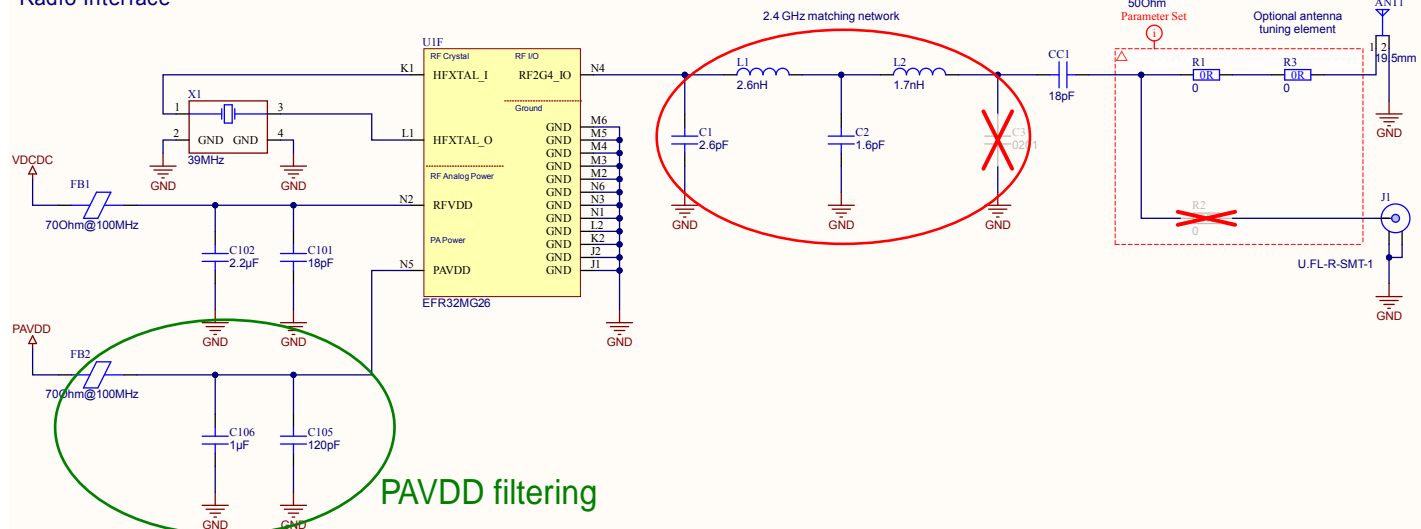 Radio Interface
2.4 GHz matching network
50Ohm
Parameter Set
i
Optional antenna
tuning element
ANT1
1 2
19.5mm
GND
U1F
RF Crystal
RF I/O
K1 HFXTAL_I
RF2G4_IO N4
Ground
L1 HFXTAL_O
RF Analog Power
N2 RFVDD
PA Power
N5 PAVDD
GND M6
GND M5
GND M4
GND M3
GND M2
GND N6
GND N3
GND N1
GND L2
GND K2
GND J2
GND J1
EFR32MG26
GND
X1
1
3
2
4
GND GND
39MHz
GND
GND
L1
2.6nH
L2
1.7nH
C1
2.6pF
GND
C2
1.6pF
GND
C3
0201
GND
CC1
18pF
R1
0R
0
R3
0R
0
R2
0
J1
U.FL-R-SMT-1
GND
VDCDC
FB1
70Ohm@100MHz
C102
2.2µF
GND
C101
18pF
GND
PAVDD
FB2
70Ohm@100MHz
C106
1µF
GND
C105
120pF
GND
PAVDD filtering